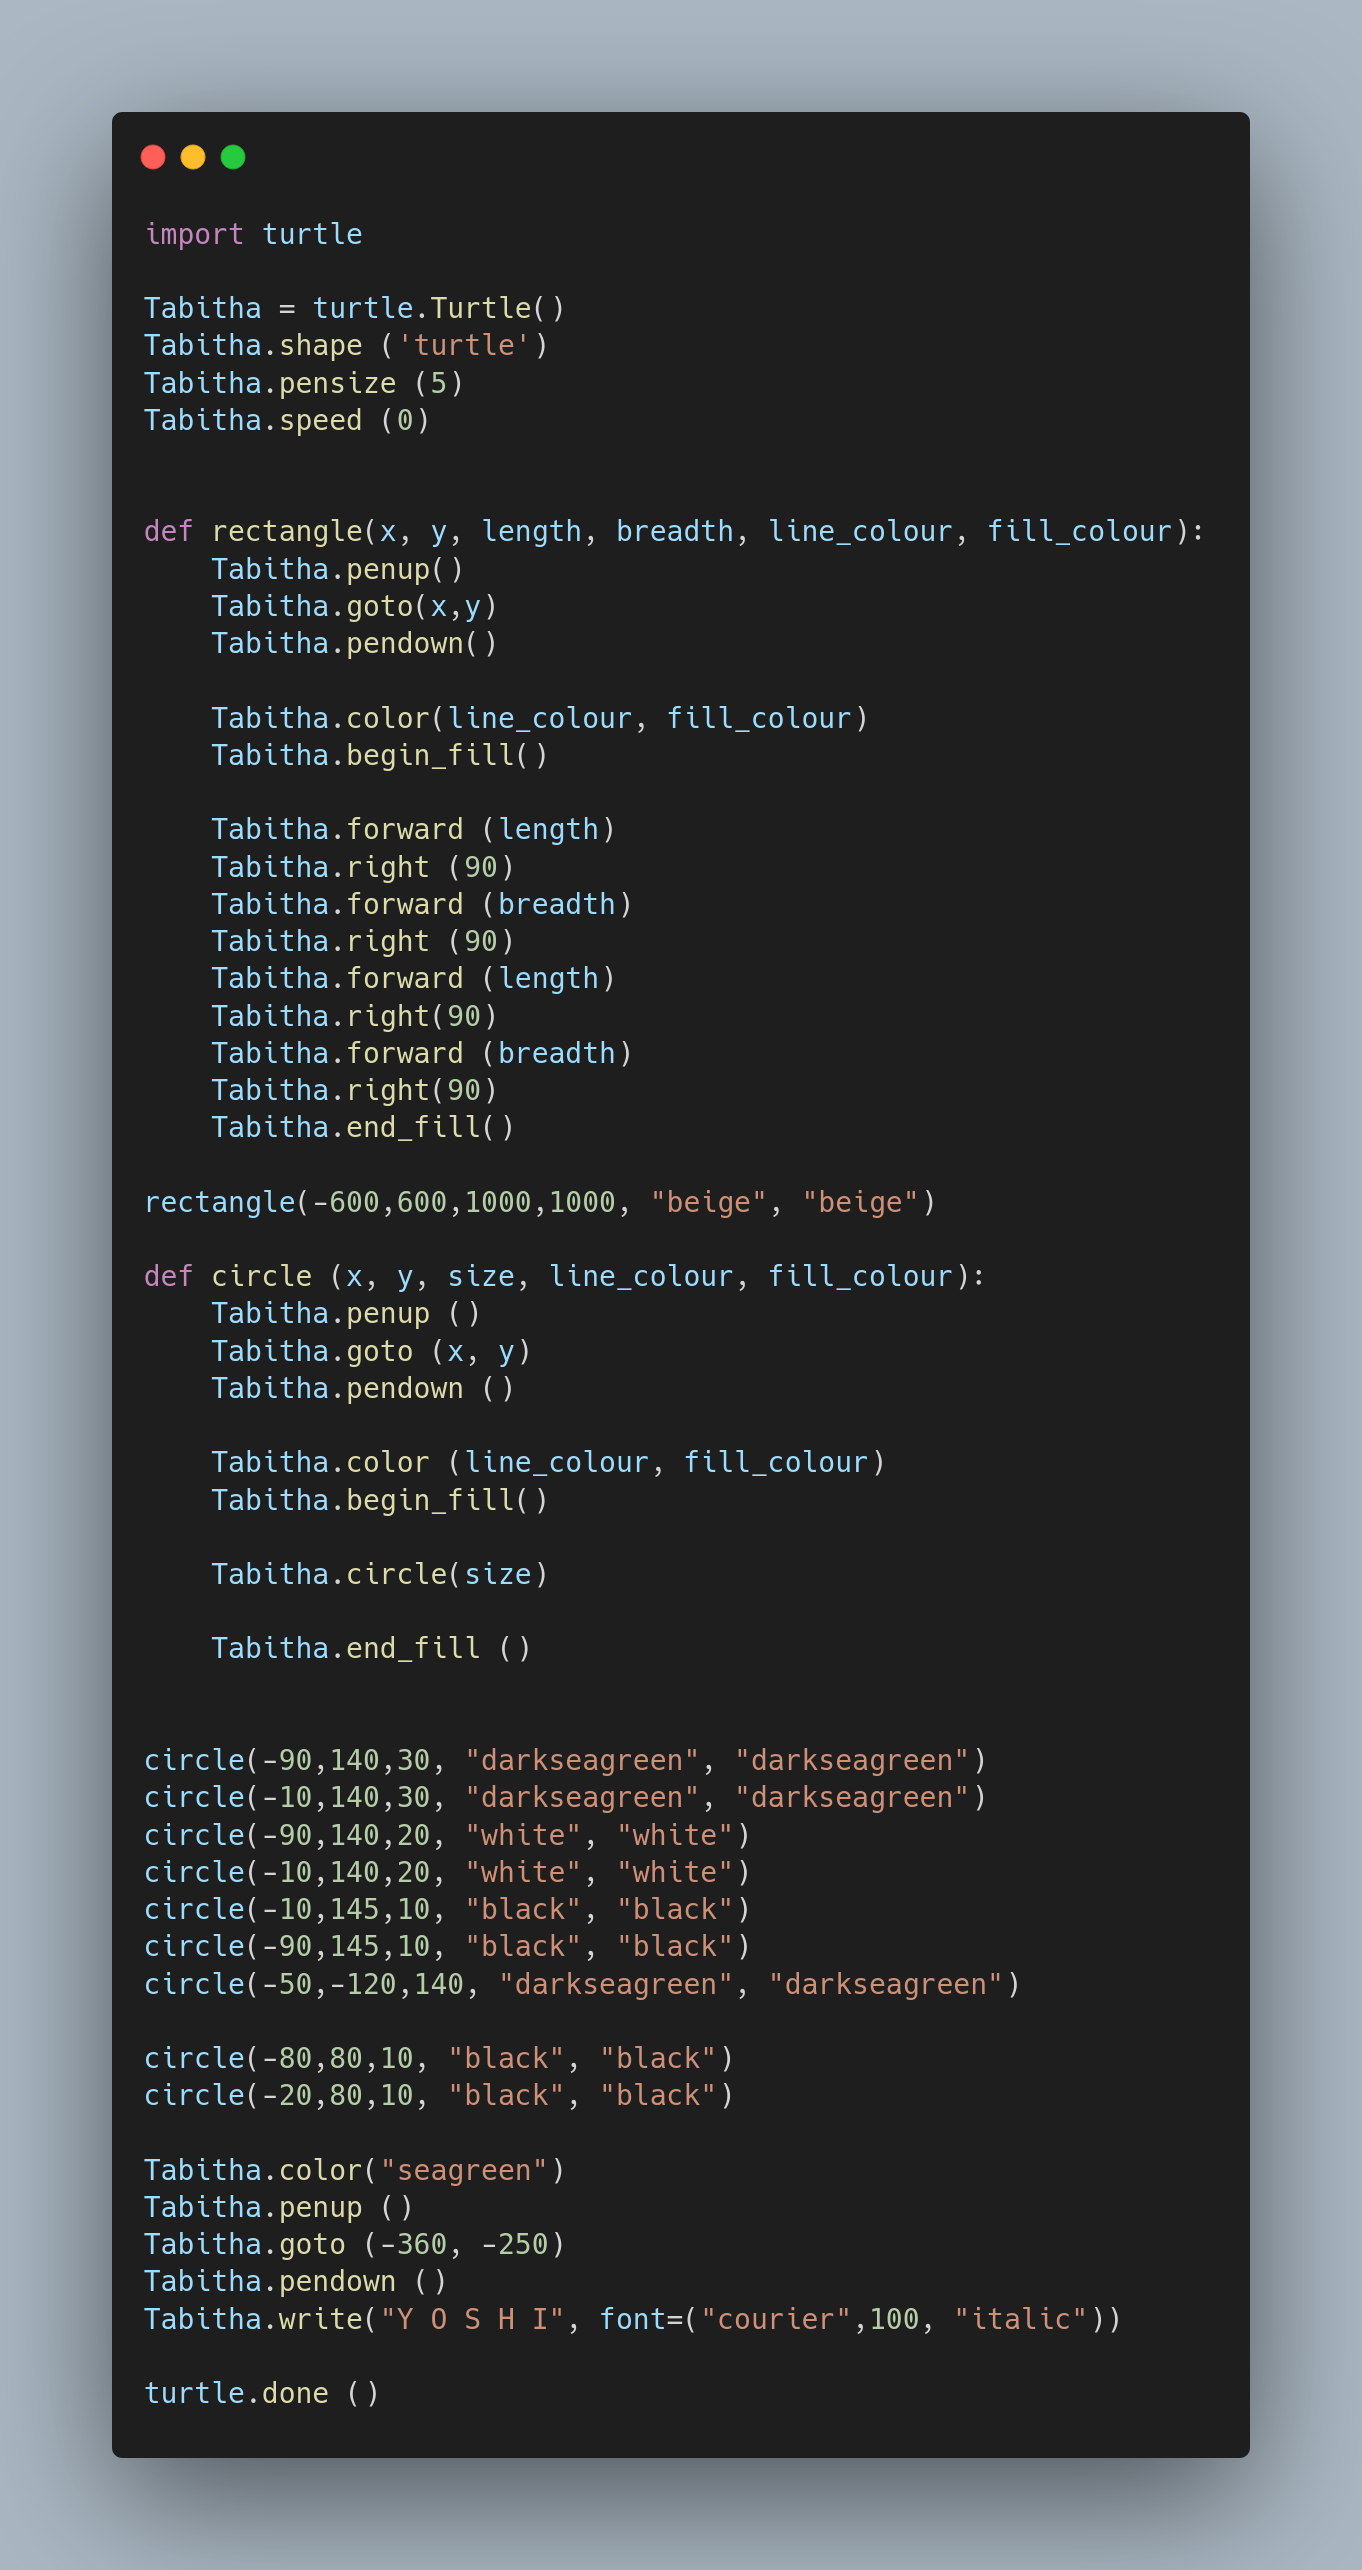 import turtle

Tabitha = turtle.Turtle()
Tabitha.shape ('turtle')
Tabitha.pensize (5)
Tabitha.speed (0)


def rectangle(x, y, length, breadth, line_colour, fill_colour):
    Tabitha.penup()
    Tabitha.goto(x,y)
    Tabitha.pendown()

    Tabitha.color(line_colour, fill_colour)
    Tabitha.begin_fill()

    Tabitha.forward (length)
    Tabitha.right (90)
    Tabitha.forward (breadth)
    Tabitha.right (90)
    Tabitha.forward (length)
    Tabitha.right(90)
    Tabitha.forward (breadth)
    Tabitha.right(90)
    Tabitha.end_fill()

rectangle(-600,600,1000,1000, "beige", "beige")

def circle (x, y, size, line_colour, fill_colour):
    Tabitha.penup ()
    Tabitha.goto (x, y)
    Tabitha.pendown ()

    Tabitha.color (line_colour, fill_colour)
    Tabitha.begin_fill()

    Tabitha.circle(size)

    Tabitha.end_fill ()


circle(-90,140,30, "darkseagreen", "darkseagreen")
circle(-10,140,30, "darkseagreen", "darkseagreen")
circle(-90,140,20, "white", "white")
circle(-10,140,20, "white", "white")
circle(-10,145,10, "black", "black")
circle(-90,145,10, "black", "black")
circle(-50,-120,140, "darkseagreen", "darkseagreen")

circle(-80,80,10, "black", "black")
circle(-20,80,10, "black", "black")

Tabitha.color("seagreen")
Tabitha.penup ()
Tabitha.goto (-360, -250)
Tabitha.pendown ()
Tabitha.write("Y O S H I", font=("courier",100, "italic"))

turtle.done ()